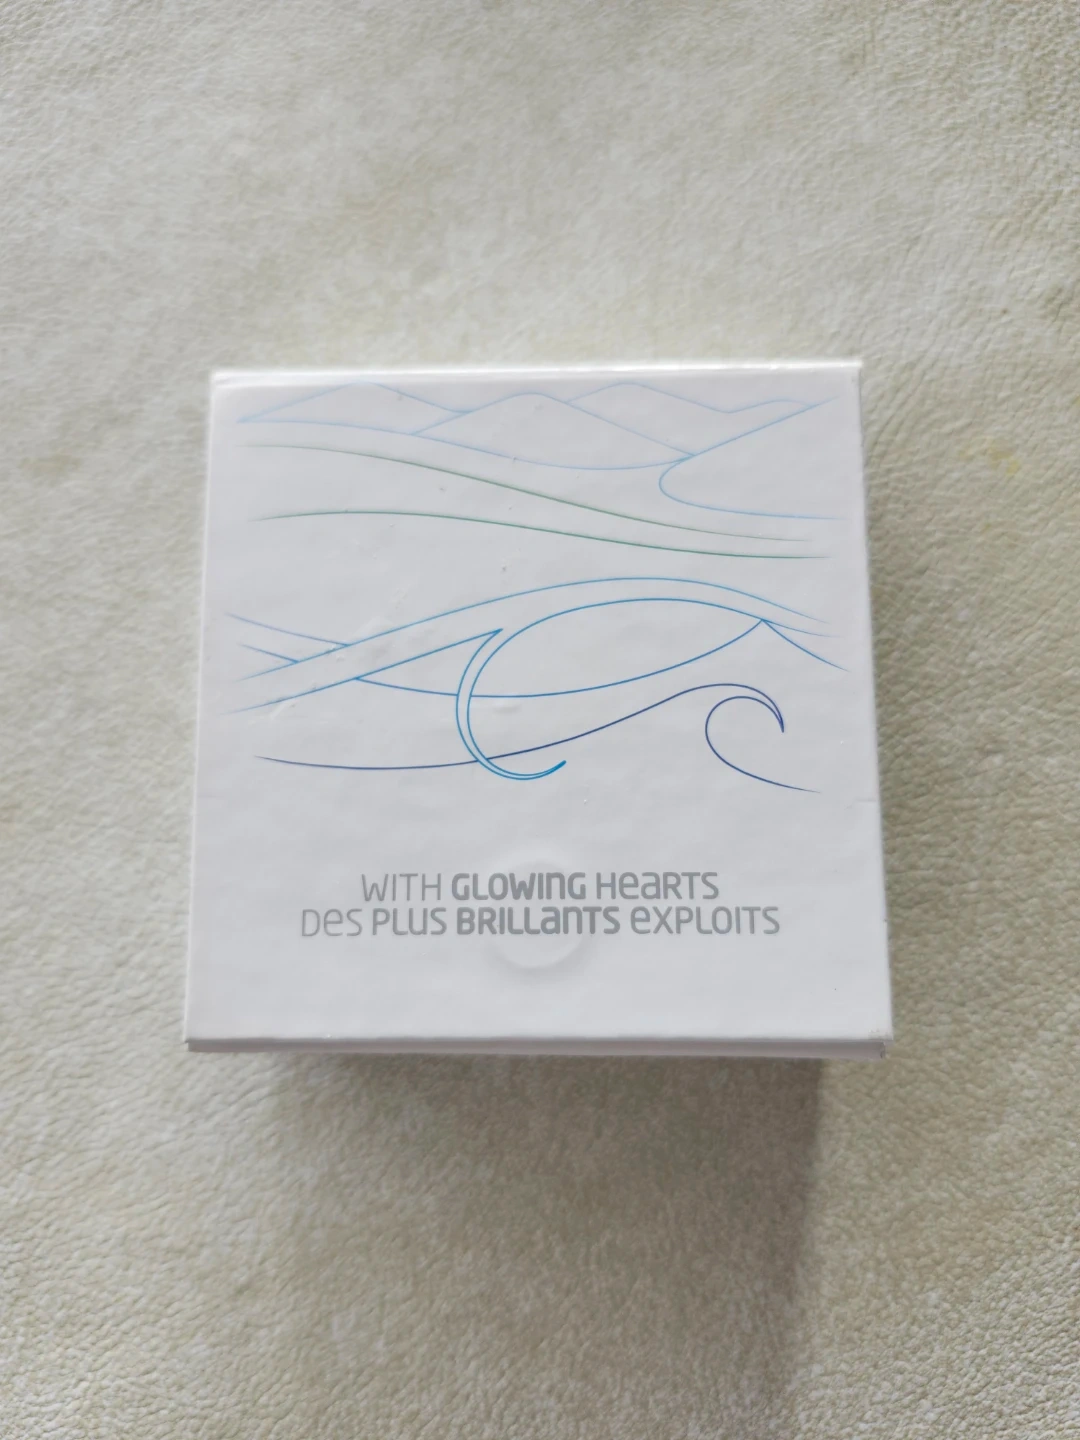 WITH GLOWING HeaRTS
Des PLUS BRILLaNTS eXPLOITS